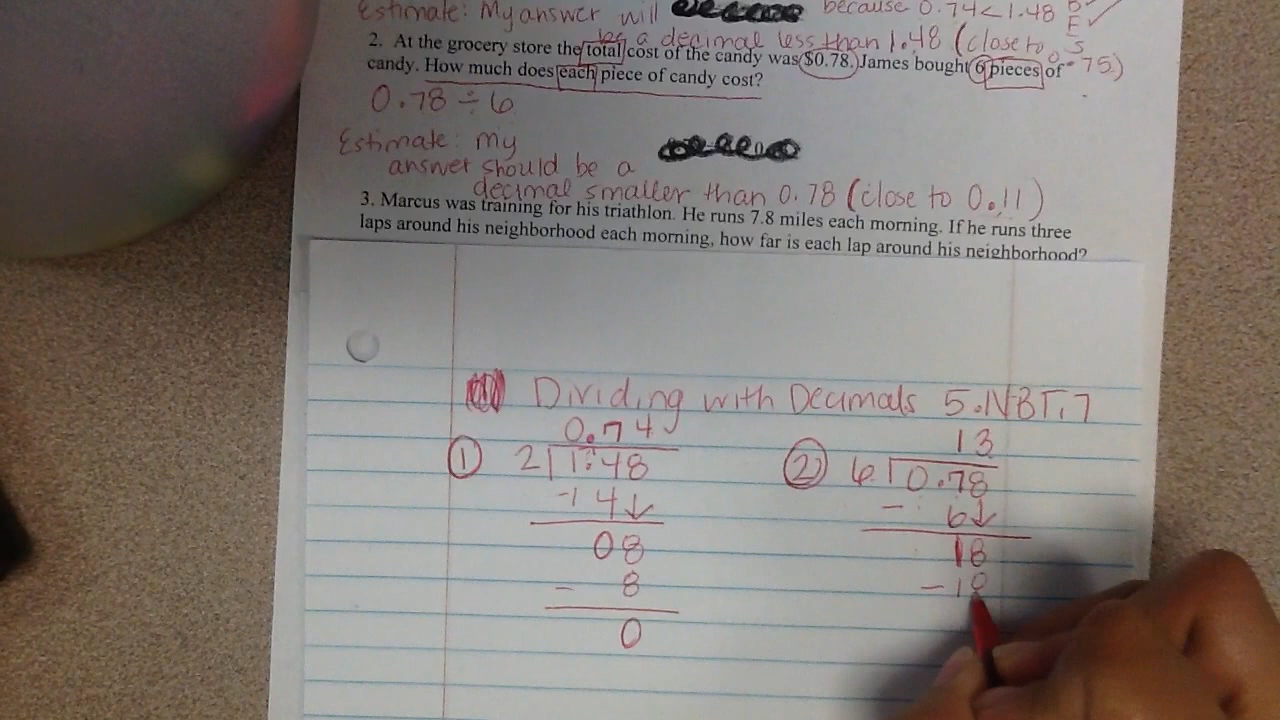 Estimate: My answer will because 0.74<1.48
be a decimal less than 1.48 (close to 0.75)
2. At the grocery store the total cost of the candy was $0.78. James bought 6 pieces of
candy. How much does each piece of candy cost?
0.78 ÷ 6
Estimate: my
answer should be a
decimal smaller than 0.78 (close to 0.11)
3. Marcus was training for his triathlon. He runs 7.8 miles each morning. If he runs three
laps around his neighborhood each morning, how far is each lap around his neighborhood?
Dividing with Decimals 5.NBT.7
0.74
1 2 1.48
-14↓
08
- 8
0
13
2 6 0.78
- 6↓
18
-18